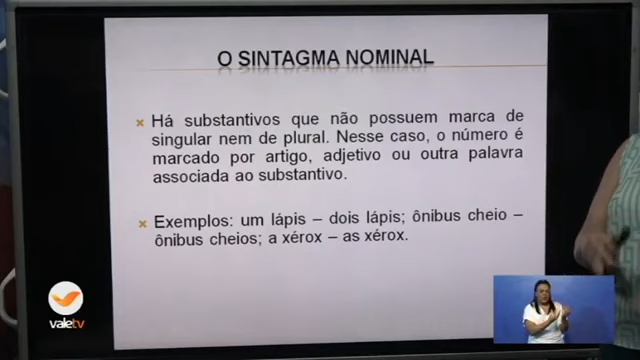 O SINTAGMA NOMINAL
Há substantivos que não possuem marca de
singular nem de plural. Nesse caso, o número é
marcado por artigo, adjetivo ou outra palavra
associada ao substantivo.
Exemplos: um lápis – dois lápis; ônibus cheio –
ônibus cheios; a xérox – as xérox.
valetv